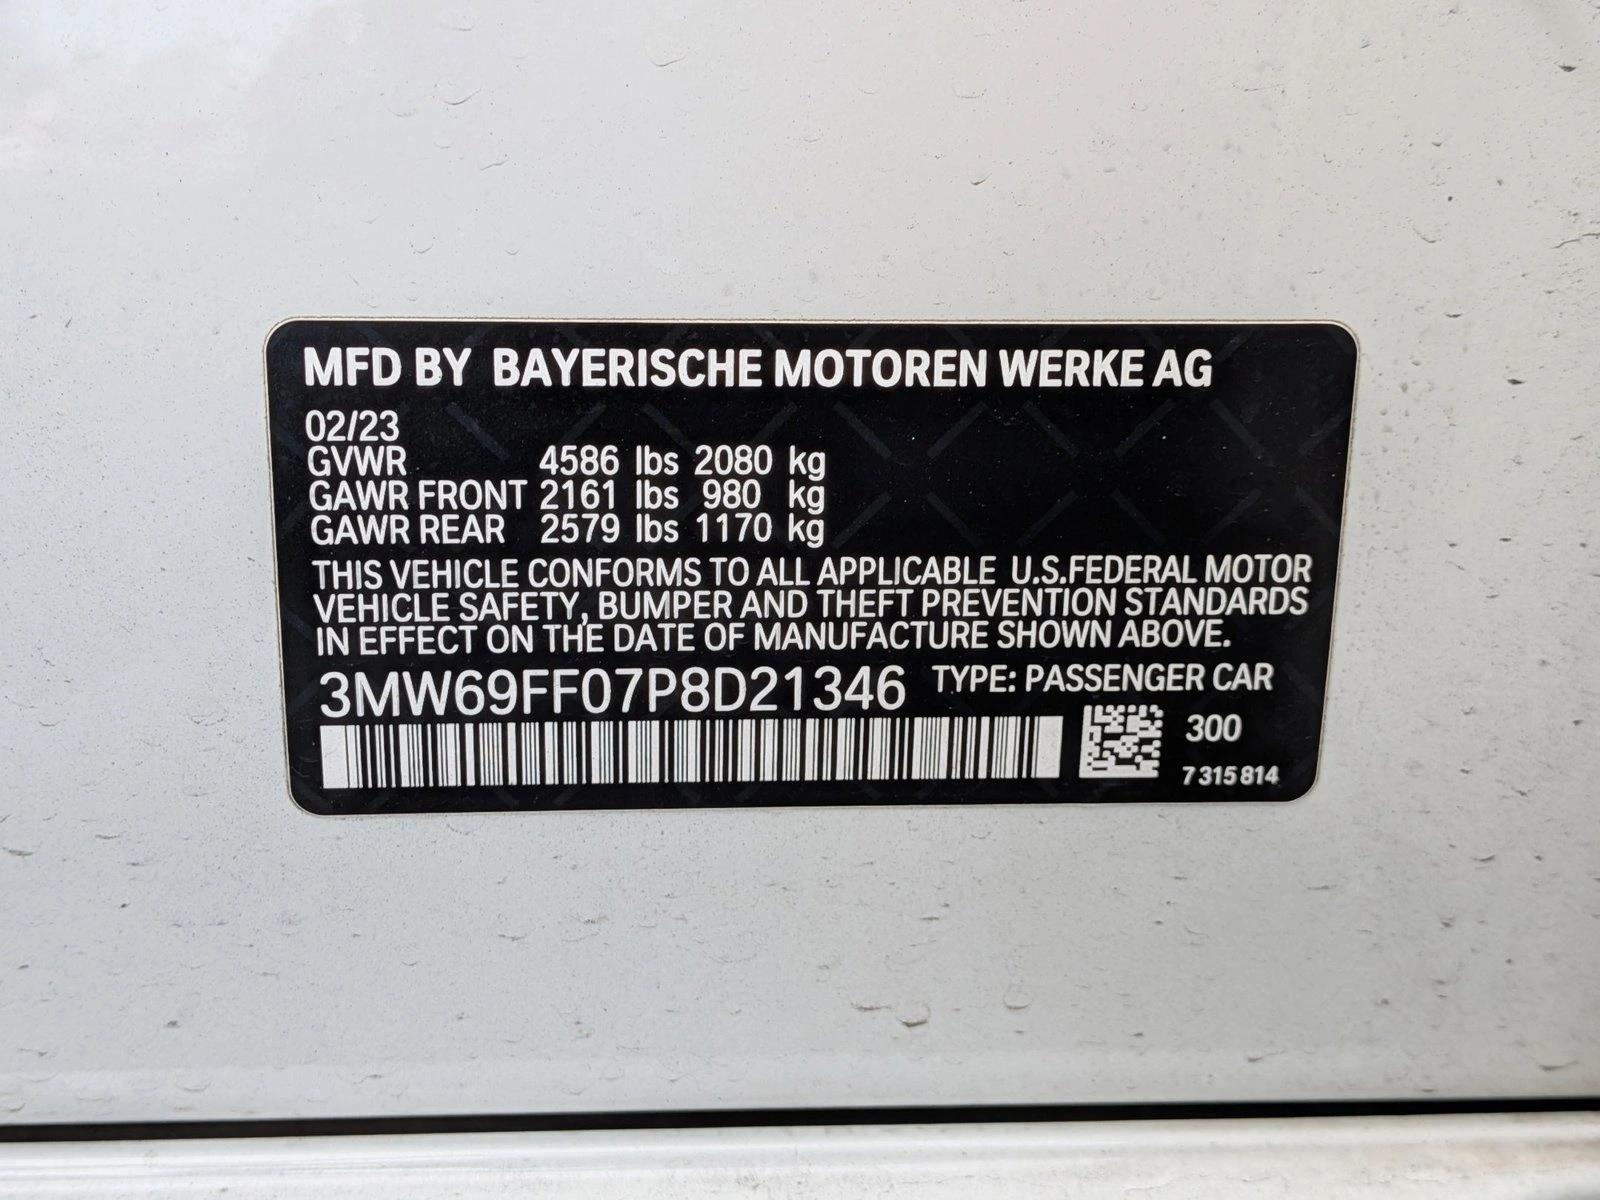 MFD BY BAYERISCHE MOTOREN WERKE AG
02/23
GVWR 4586 lbs 2080 kg
GAWR FRONT 2161 lbs 980 kg
GAWR REAR 2579 lbs 1170 kg
THIS VEHICLE CONFORMS TO ALL APPLICABLE U.S.FEDERAL MOTOR
VEHICLE SAFETY, BUMPER AND THEFT PREVENTION STANDARDS
IN EFFECT ON THE DATE OF MANUFACTURE SHOWN ABOVE.
3MW69FF07P8D21346 TYPE: PASSENGER CAR
300
7 315 814